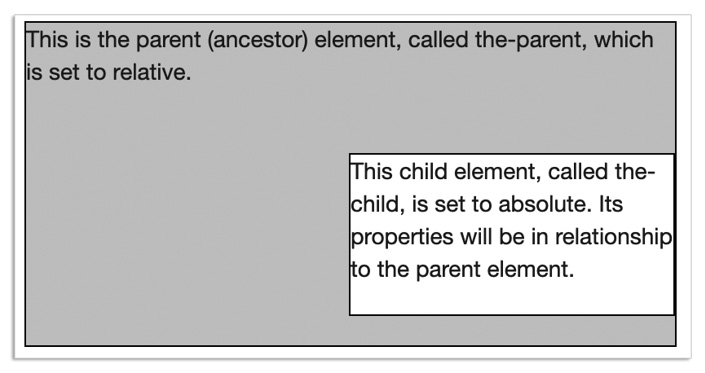 This is the parent (ancestor) element, called the-parent, which
is set to relative.
This child element, called the-
child, is set to absolute. Its
properties will be in relationship
to the parent element.